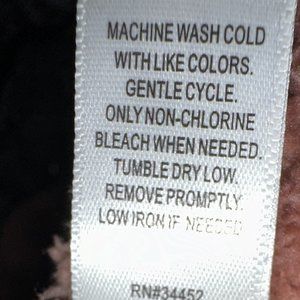 MACHINE WASH COLD
WITH LIKE COLORS.
GENTLE CYCLE.
ONLY NON-CHLORINE
BLEACH WHEN NEEDED.
TUMBLE DRY LOW.
REMOVE PROMPTLY.
LOW IRON IF NEEDED
RN#34452